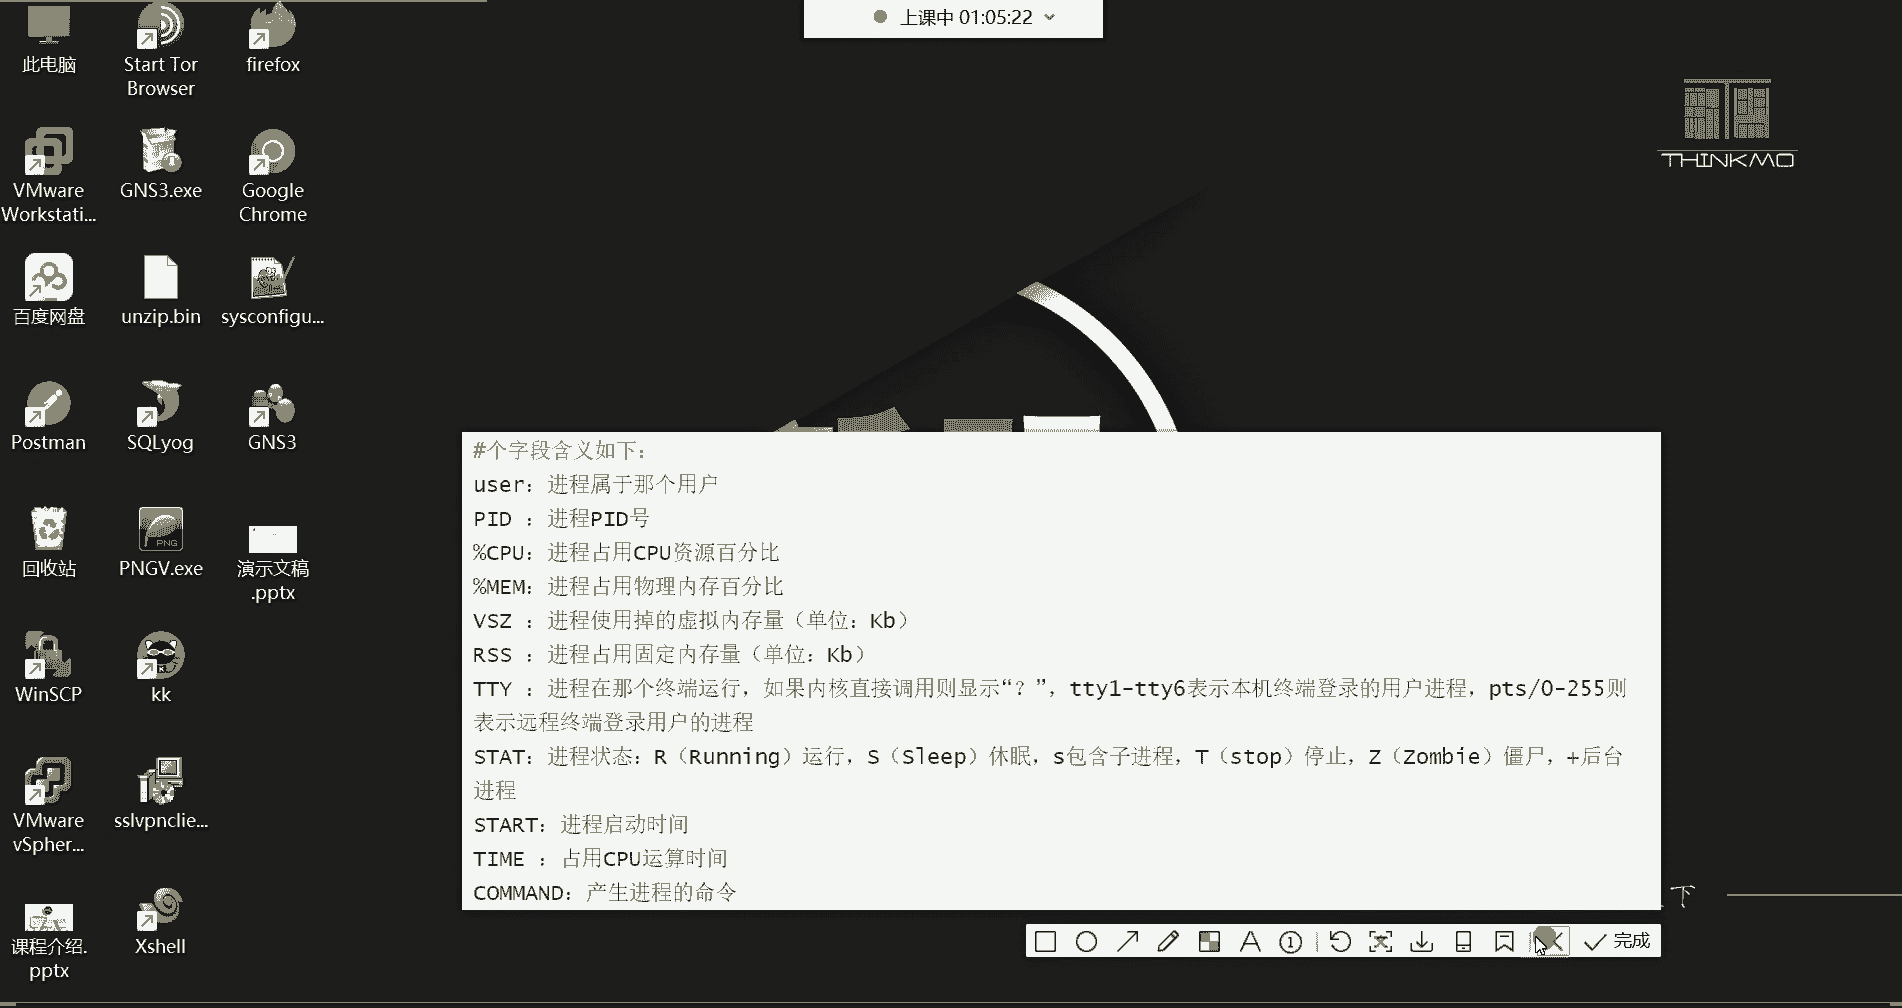 上课中 01:05:22
此电脑
Start Tor
Browser
firefox
THINKMO
VMware
Workstati...
GNS3.exe
Google
Chrome
百度网盘
unzip.bin
sysconfigu...
Postman
SQLyog
GNS3
回收站
PNG
PNGV.exe
演示文稿
.pptx
WinSCP
kk
VMware
vSpher...
sslvpnclie...
课程介绍.
pptx
Xshell
#个字段含义如下:
user: 进程属于那个用户
PID : 进程PID号
%CPU: 进程占用CPU资源百分比
%MEM: 进程占用物理内存百分比
VSZ : 进程使用掉的虚拟内存量（单位: Kb）
RSS : 进程占用固定内存量（单位: Kb）
TTY : 进程在那个终端运行，如果内核直接调用则显示“？”，tty1-tty6表示本机终端登录的用户进程，pts/0-255则
表示远程终端登录用户的进程
STAT: 进程状态: R（Running）运行，S（Sleep）休眠，s包含子进程，T（stop）停止，Z（Zombie）僵尸，+后台
进程
START: 进程启动时间
TIME : 占用CPU运算时间
COMMAND: 产生进程的命令
下
完成